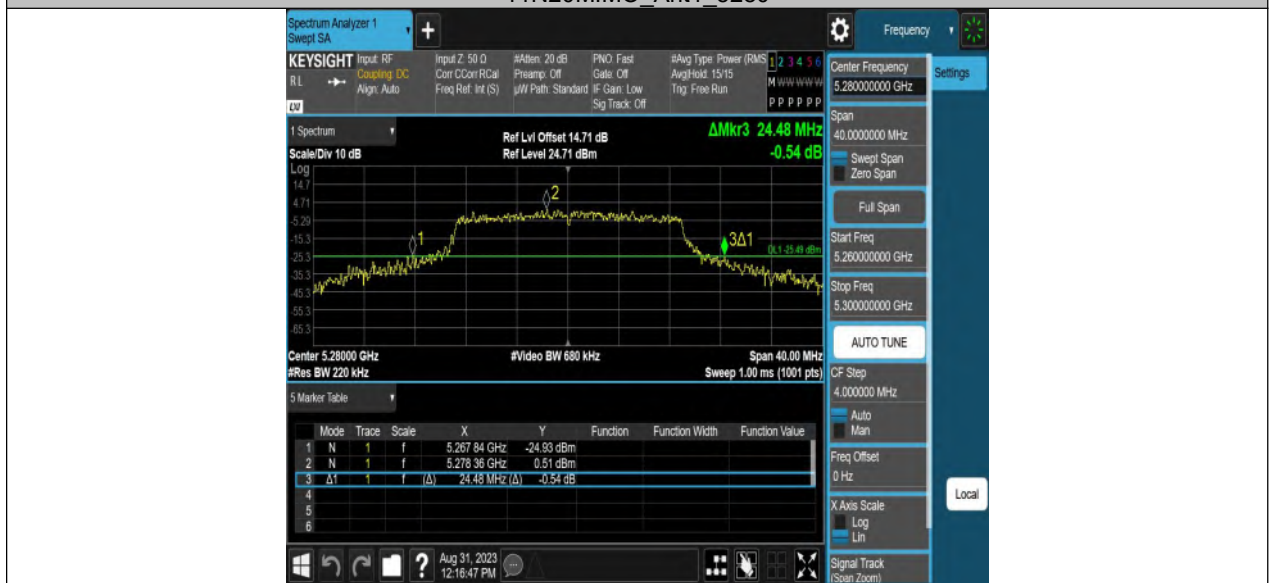 Spectrum Analyzer 1
Swept SA
+
Frequency
KEYSIGHT
Input: RF
Coupling: DC
Align: Auto
RL
LXI
Input Z: 50 Ω
Corr CCorr RCal
Freq Ref: Int (S)
#Atten: 20 dB
Preamp: Off
µW Path: Standard
PNO: Fast
Gate: Off
IF Gain: Low
Sig Track: Off
#Avg Type: Power (RMS
Avg|Hold: 15/15
Trig: Free Run
1 2 3 4 5 6
M W W W W W
P P P P P P
1 Spectrum
Scale/Div 10 dB
Ref Lvl Offset 14.71 dB
Ref Level 24.71 dBm
ΔMkr3 24.48 MHz
-0.54 dB
Log
14.7
4.71
-5.29
-15.3
-25.3
-35.3
-45.3
-55.3
-65.3
1
2
3Δ1
DL1 -25.49 dBm
Center 5.28000 GHz
#Video BW 680 kHz
Span 40.00 MHz
#Res BW 220 kHz
Sweep 1.00 ms (1001 pts)
5 Marker Table
Mode Trace Scale X Y Function Function Width Function Value
1 N 1 f 5.267 84 GHz -24.93 dBm
2 N 1 f 5.278 36 GHz 0.51 dBm
3 Δ1 1 f (Δ) 24.48 MHz (Δ) -0.54 dB
4
5
6
?
Aug 31, 2023
12:16:47 PM
Center Frequency
5.280000000 GHz
Settings
Span
40.0000000 MHz
Swept Span
Zero Span
Full Span
Start Freq
5.260000000 GHz
Stop Freq
5.300000000 GHz
AUTO TUNE
CF Step
4.000000 MHz
Auto
Man
Freq Offset
0 Hz
X Axis Scale
Log
Lin
Local
Signal Track
(Span Zoom)